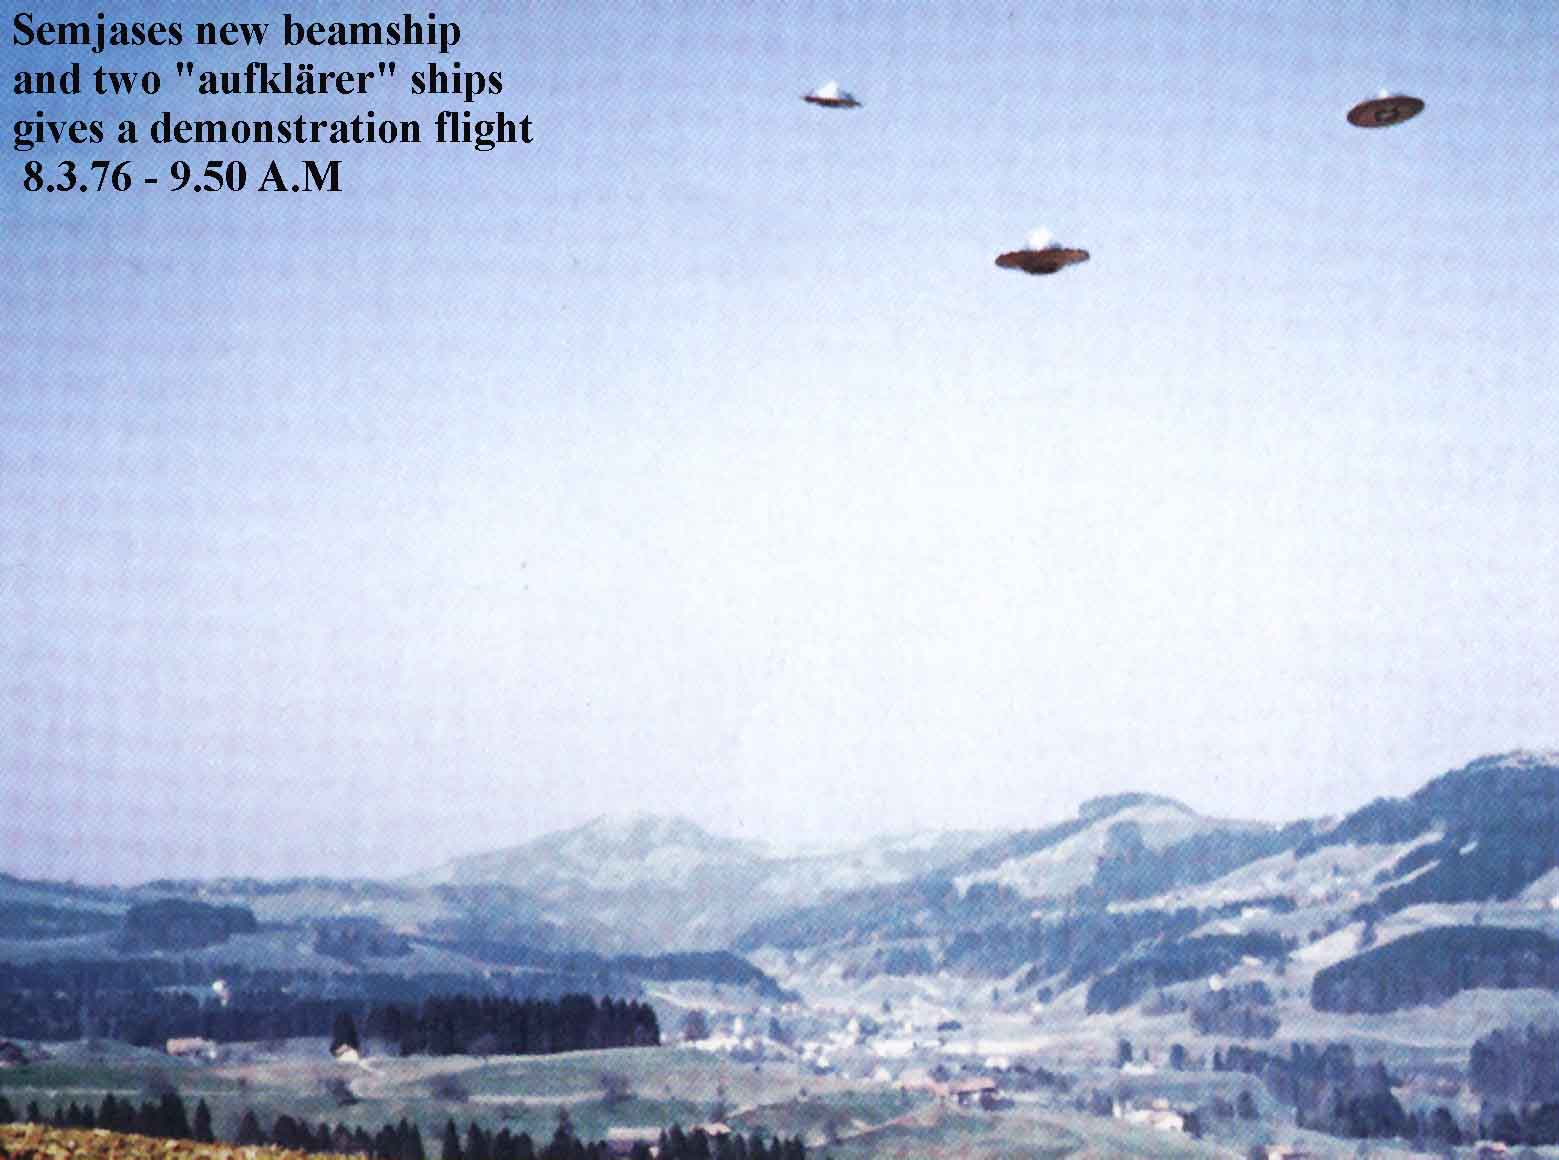 Semjases new beamship
and two "aufklärer" ships
gives a demonstration flight
8.3.76 - 9.50 A.M